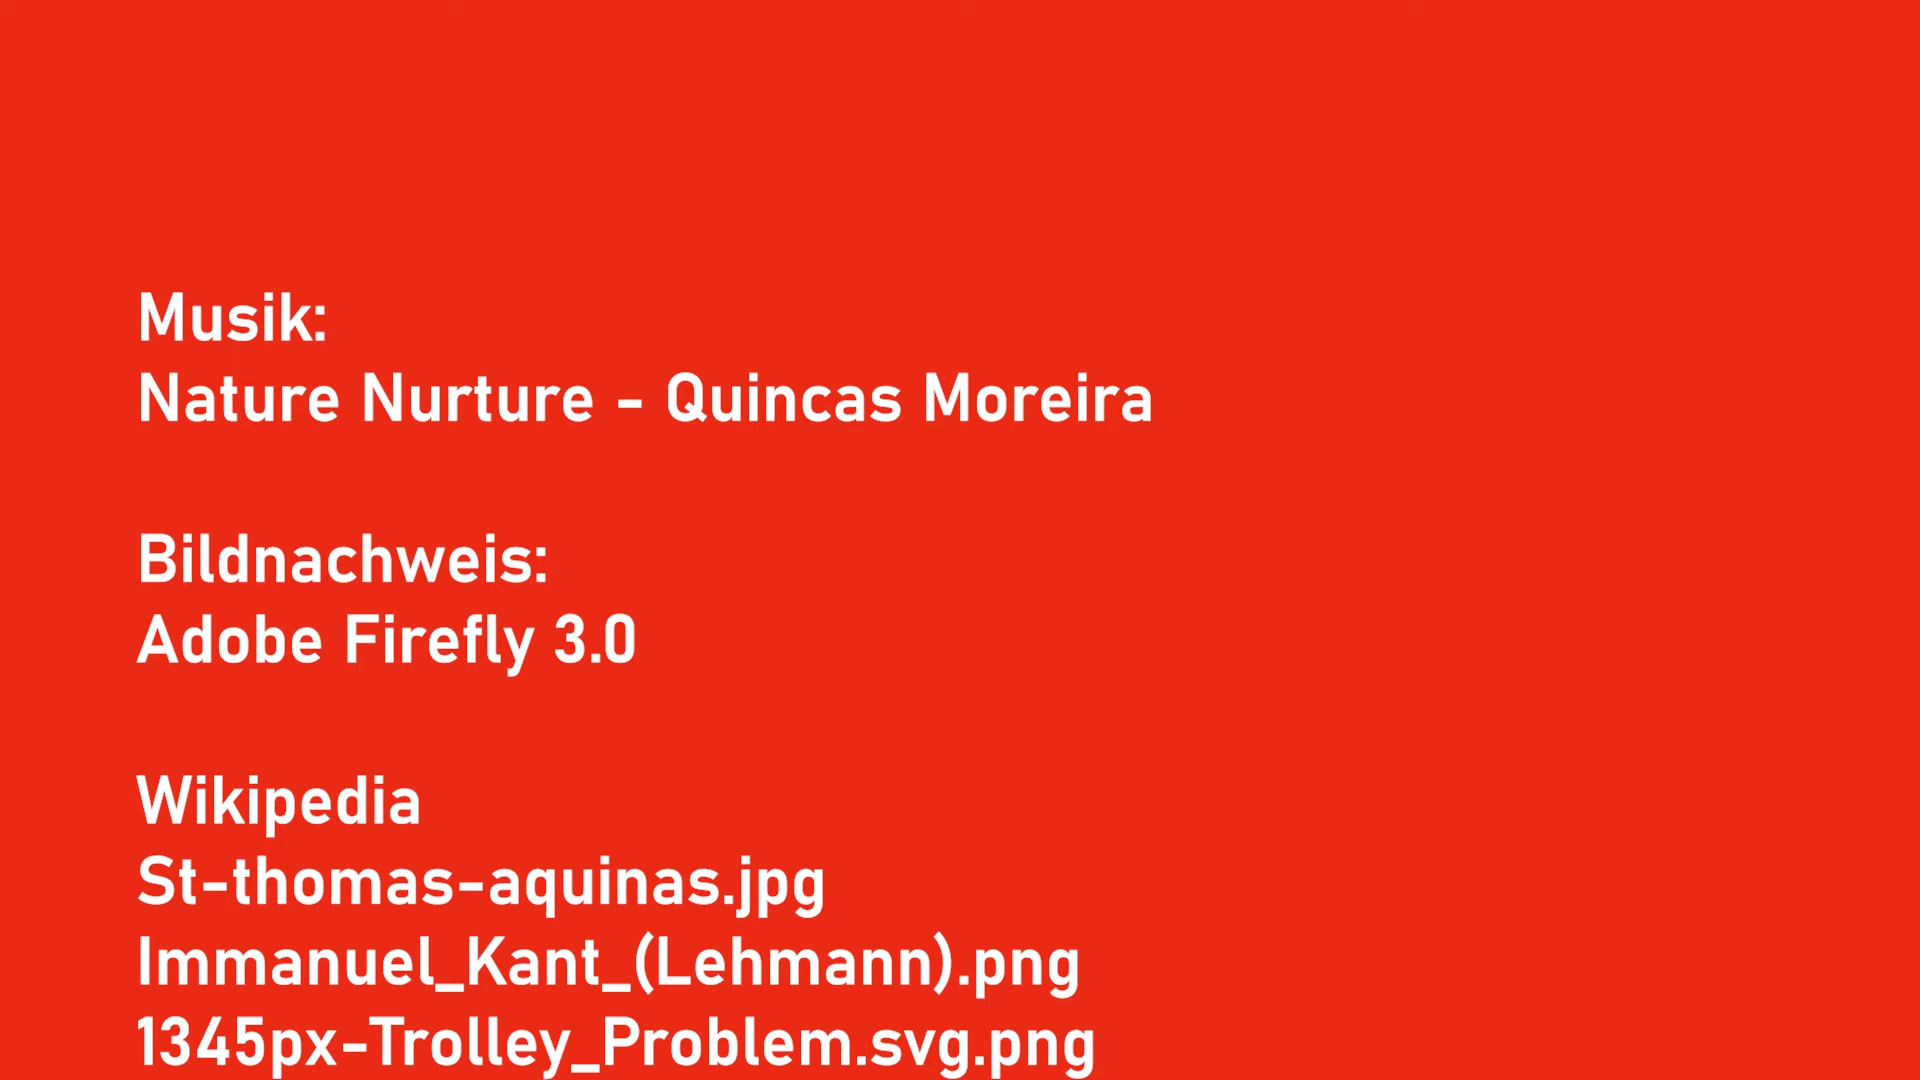 Musik:
Nature Nurture - Quincas Moreira
Bildnachweis:
Adobe Firefly 3.0
Wikipedia
St-thomas-aquinas.jpg
Immanuel_Kant_(Lehmann).png
1345px-Trolley_Problem.svg.png